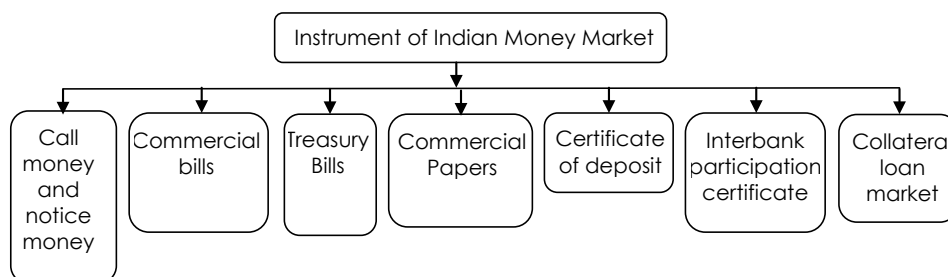 Instrument of Indian Money Market
Call
money
and
notice
money
Commercial
bills
Treasury
Bills
Commercial
Papers
Certificate
of deposit
Interbank
participation
certificate
Collatera
loan
market